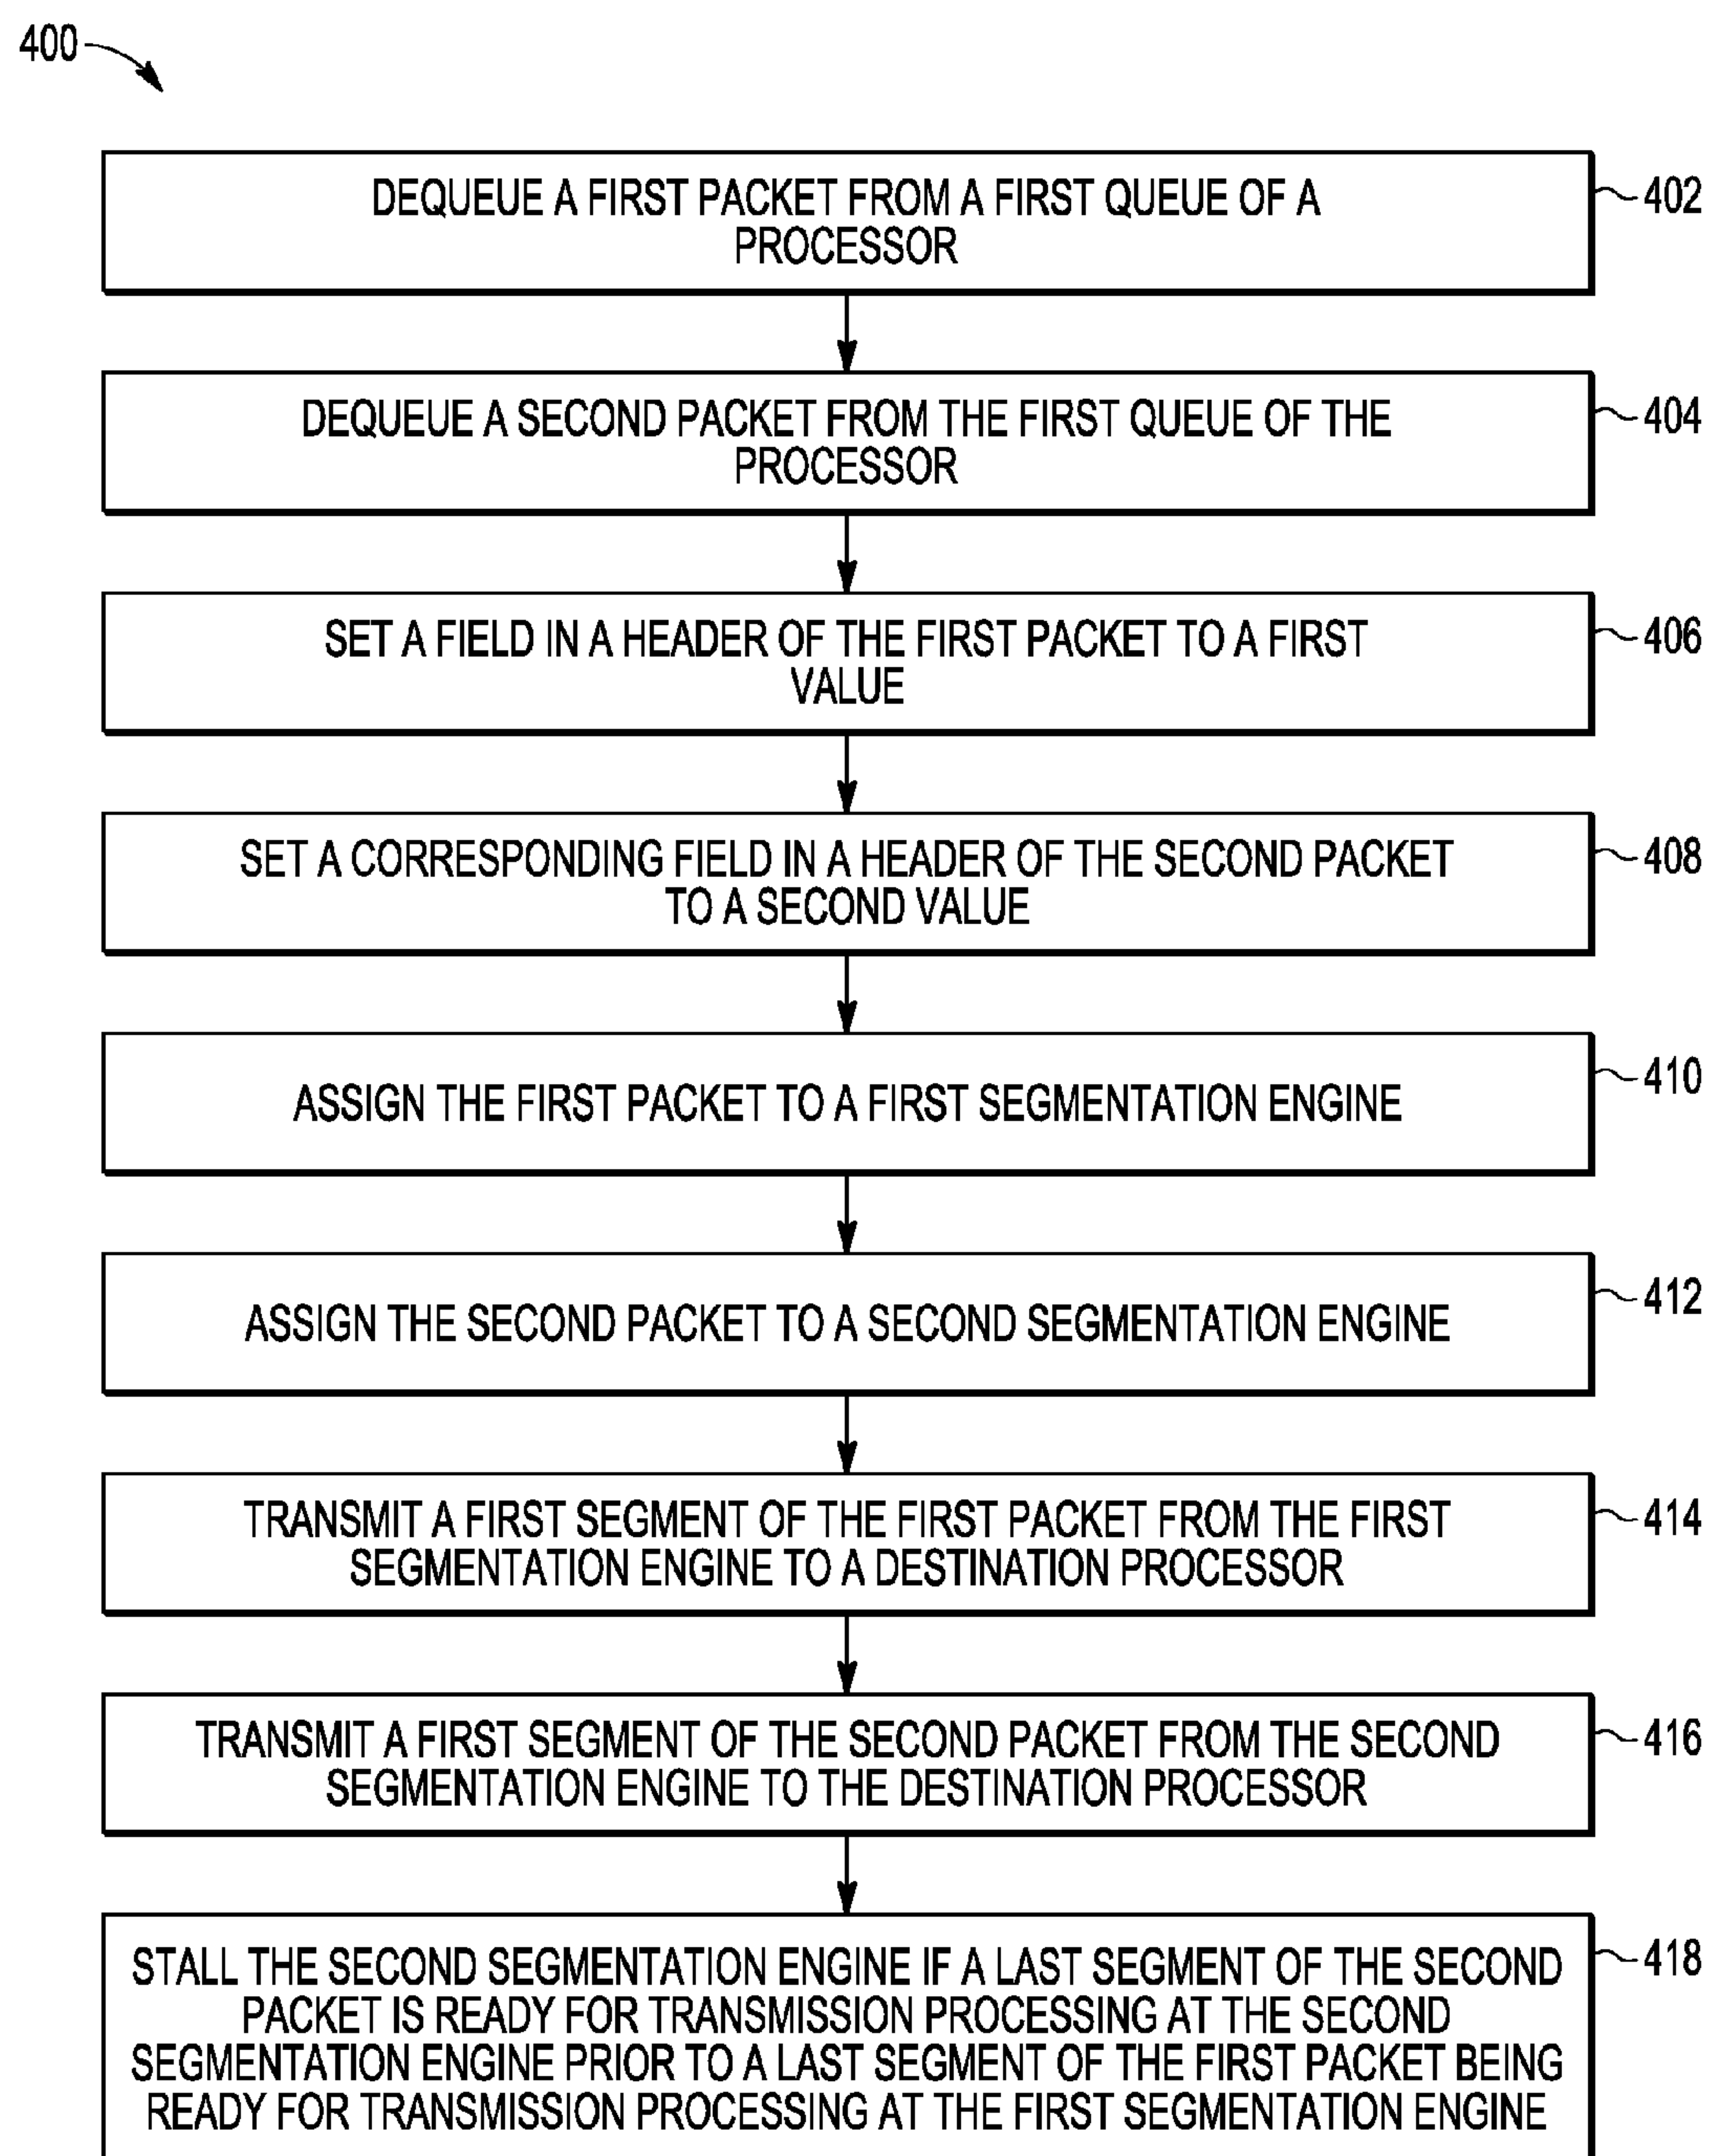 400
DEQUEUE A FIRST PACKET FROM A FIRST QUEUE OF A
PROCESSOR
402
DEQUEUE A SECOND PACKET FROM THE FIRST QUEUE OF THE
PROCESSOR
404
SET A FIELD IN A HEADER OF THE FIRST PACKET TO A FIRST
VALUE
406
SET A CORRESPONDING FIELD IN A HEADER OF THE SECOND PACKET
TO A SECOND VALUE
408
ASSIGN THE FIRST PACKET TO A FIRST SEGMENTATION ENGINE
410
ASSIGN THE SECOND PACKET TO A SECOND SEGMENTATION ENGINE
412
TRANSMIT A FIRST SEGMENT OF THE FIRST PACKET FROM THE FIRST
SEGMENTATION ENGINE TO A DESTINATION PROCESSOR
414
TRANSMIT A FIRST SEGMENT OF THE SECOND PACKET FROM THE SECOND
SEGMENTATION ENGINE TO THE DESTINATION PROCESSOR
416
STALL THE SECOND SEGMENTATION ENGINE IF A LAST SEGMENT OF THE SECOND
PACKET IS READY FOR TRANSMISSION PROCESSING AT THE SECOND
SEGMENTATION ENGINE PRIOR TO A LAST SEGMENT OF THE FIRST PACKET BEING
READY FOR TRANSMISSION PROCESSING AT THE FIRST SEGMENTATION ENGINE
418